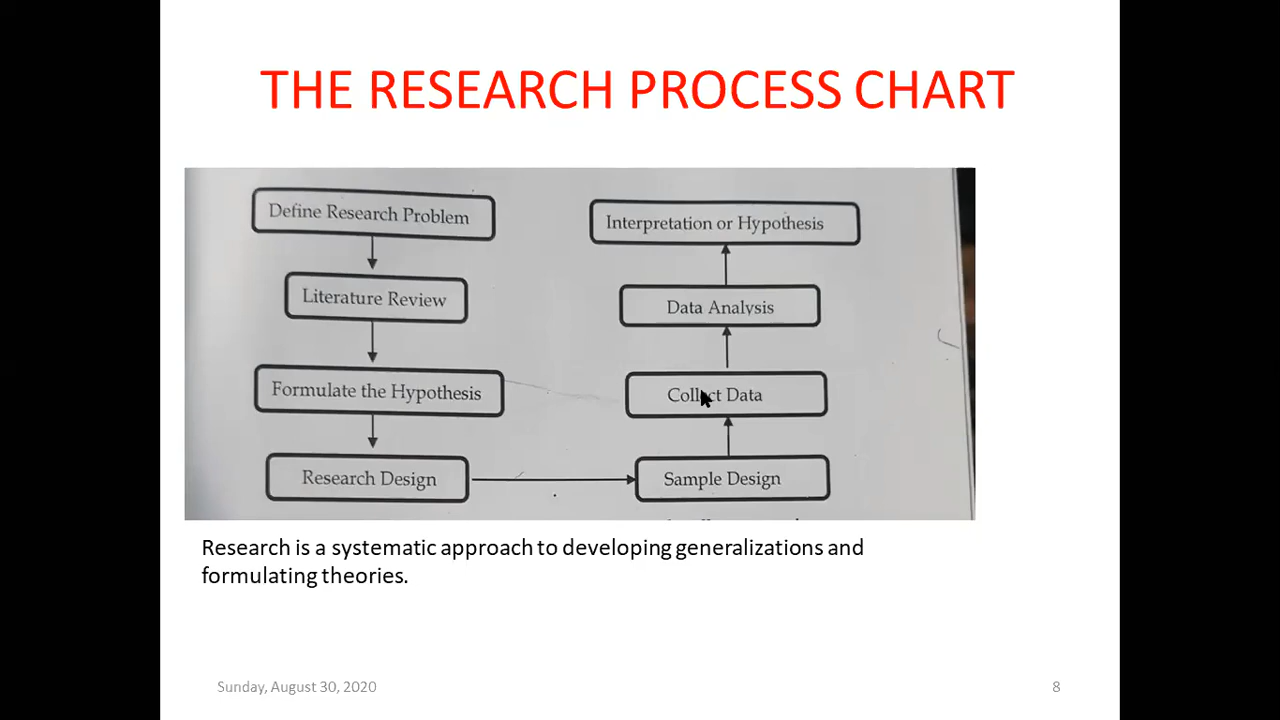 THE RESEARCH PROCESS CHART
Define Research Problem
Literature Review
Formulate the Hypothesis
Research Design
Sample Design
Collect Data
Data Analysis
Interpretation or Hypothesis
Research is a systematic approach to developing generalizations and
formulating theories.
Sunday, August 30, 2020
8